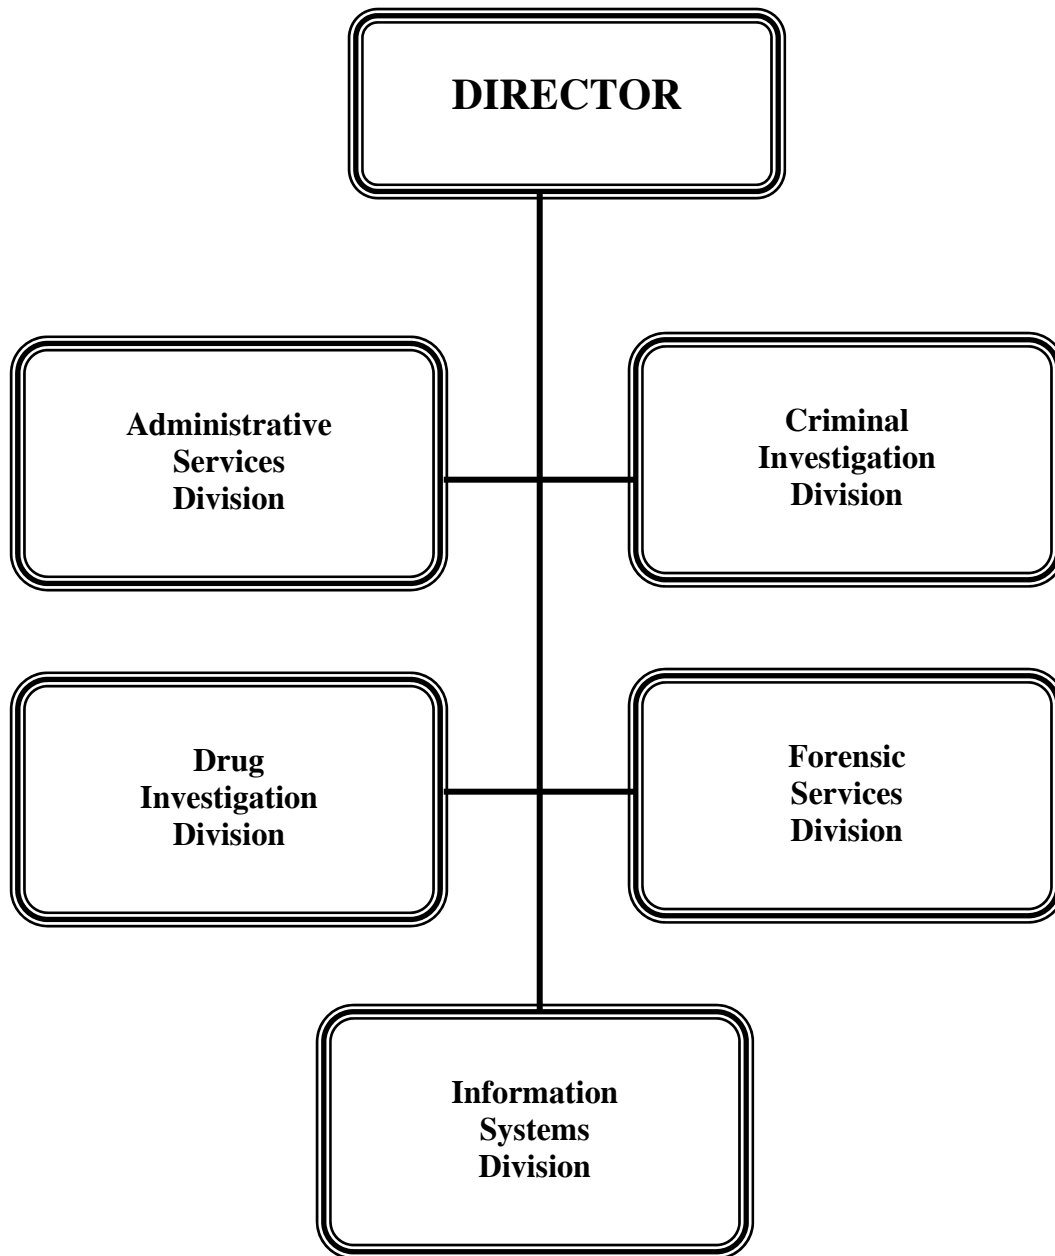 DIRECTOR
Administrative
Services
Division
Criminal
Investigation
Division
Drug
Investigation
Division
Forensic
Services
Division
Information
Systems
Division